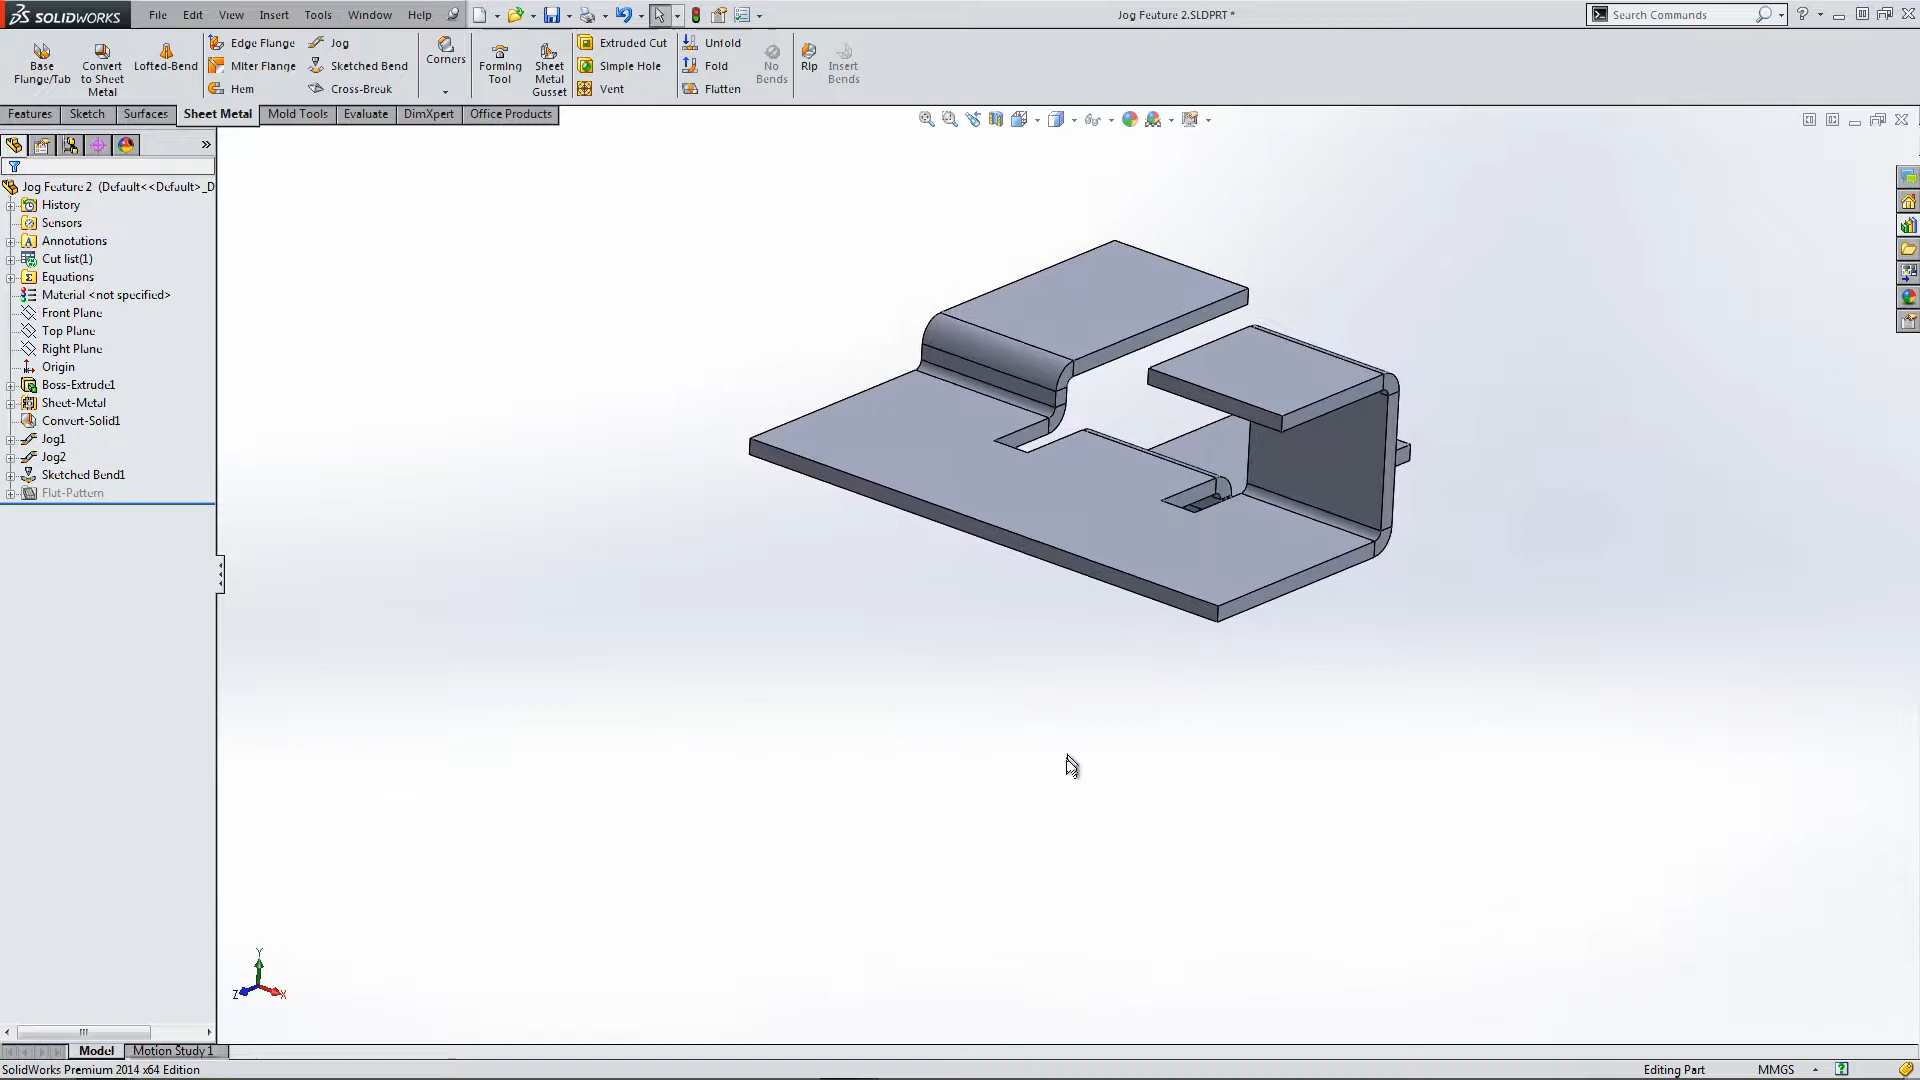 SOLIDWORKS File Edit View Insert Tools Window Help Jog Feature 2.SLDPRT * Search Commands
Base Flange/Tab
Convert to Sheet Metal
Lofted-Bend
Edge Flange
Miter Flange
Hem
Jog
Sketched Bend
Cross-Break
Corners
Forming Tool
Sheet Metal Gusset
Extruded Cut
Simple Hole
Vent
Unfold
Fold
Flatten
No Bends
Rip
Insert Bends
Features Sketch Surfaces Sheet Metal Mold Tools Evaluate DimXpert Office Products
Jog Feature 2 (Default<<Default>_D
History
Sensors
Annotations
Cut list(1)
Equations
Material <not specified>
Front Plane
Top Plane
Right Plane
Origin
Boss-Extrude1
Sheet-Metal
Convert-Solid1
Jog1
Jog2
Sketched Bend1
Flat-Pattern
Y
Z X
Model Motion Study 1
SolidWorks Premium 2014 x64 Edition Editing Part MMGS